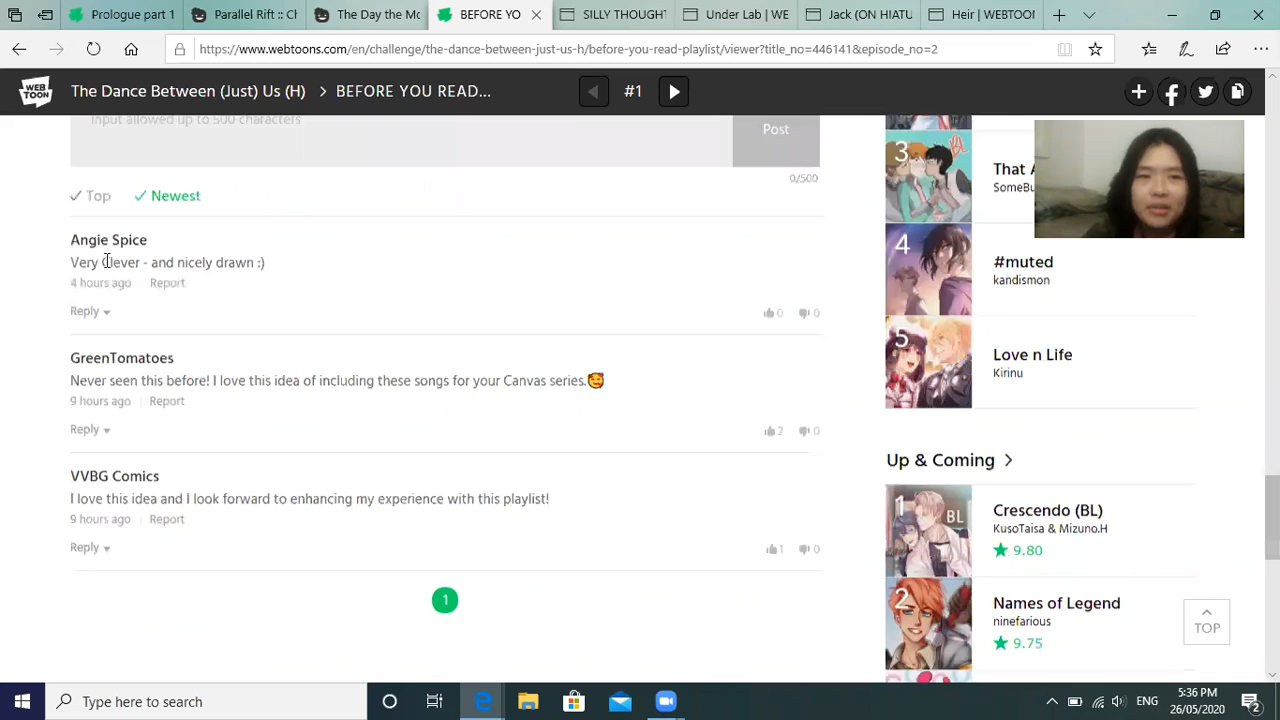 Prologue part 1
Parallel Rift :: Cl
The Day the Mo
BEFORE YO
SILLY THOUGHT
Under Lab | WE
Jack (ON HIATU
Heir | WEBTOON
https://www.webtoons.com/en/challenge/the-dance-between-just-us-h/before-you-read-playlist/viewer?title_no=446141&episode_no=2
WEB TOON
The Dance Between (Just) Us (H) > BEFORE YOU READ...
#1
Input allowed up to 500 characters
Post
0/500
Top
Newest
Angie Spice
Very clever - and nicely drawn :)
4 hours ago
Report
Reply
0
0
GreenTomatoes
Never seen this before! I love this idea of including these songs for your Canvas series.🥰
9 hours ago
Report
Reply
2
0
VVBG Comics
I love this idea and I look forward to enhancing my experience with this playlist!
9 hours ago
Report
Reply
1
0
1
3
BL
That A
SomeBu
4
#muted
kandismon
5
Love n Life
Kirinu
Up & Coming >
1
BL
Crescendo (BL)
KusoTaisa & Mizuno.H
9.80
2
Names of Legend
ninefarious
9.75
TOP
Type here to search
ENG
5:36 PM
26/05/2020
2